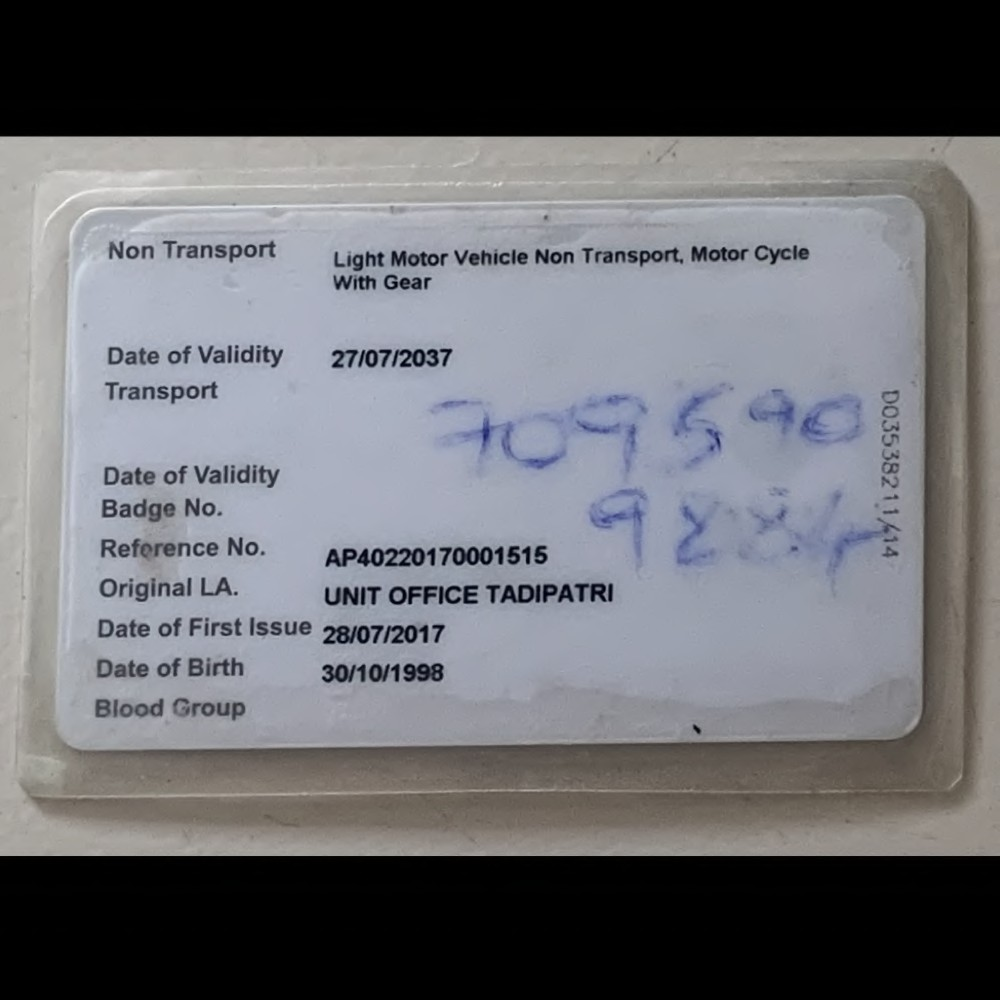 Non Transport Light Motor Vehicle Non Transport, Motor Cycle
With Gear
Date of Validity 27/07/2037
Transport
709590
9884
Date of Validity
Badge No.
Reference No. AP40220170001515
Original LA. UNIT OFFICE TADIPATRI
Date of First Issue 28/07/2017
Date of Birth 30/10/1998
Blood Group